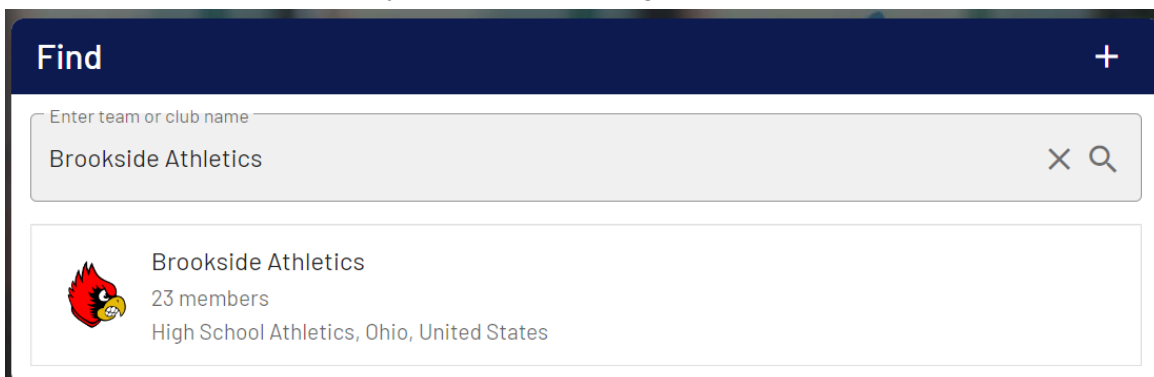 Find
Enter team or club name
Brookside Athletics
Brookside Athletics
23 members
High School Athletics, Ohio, United States